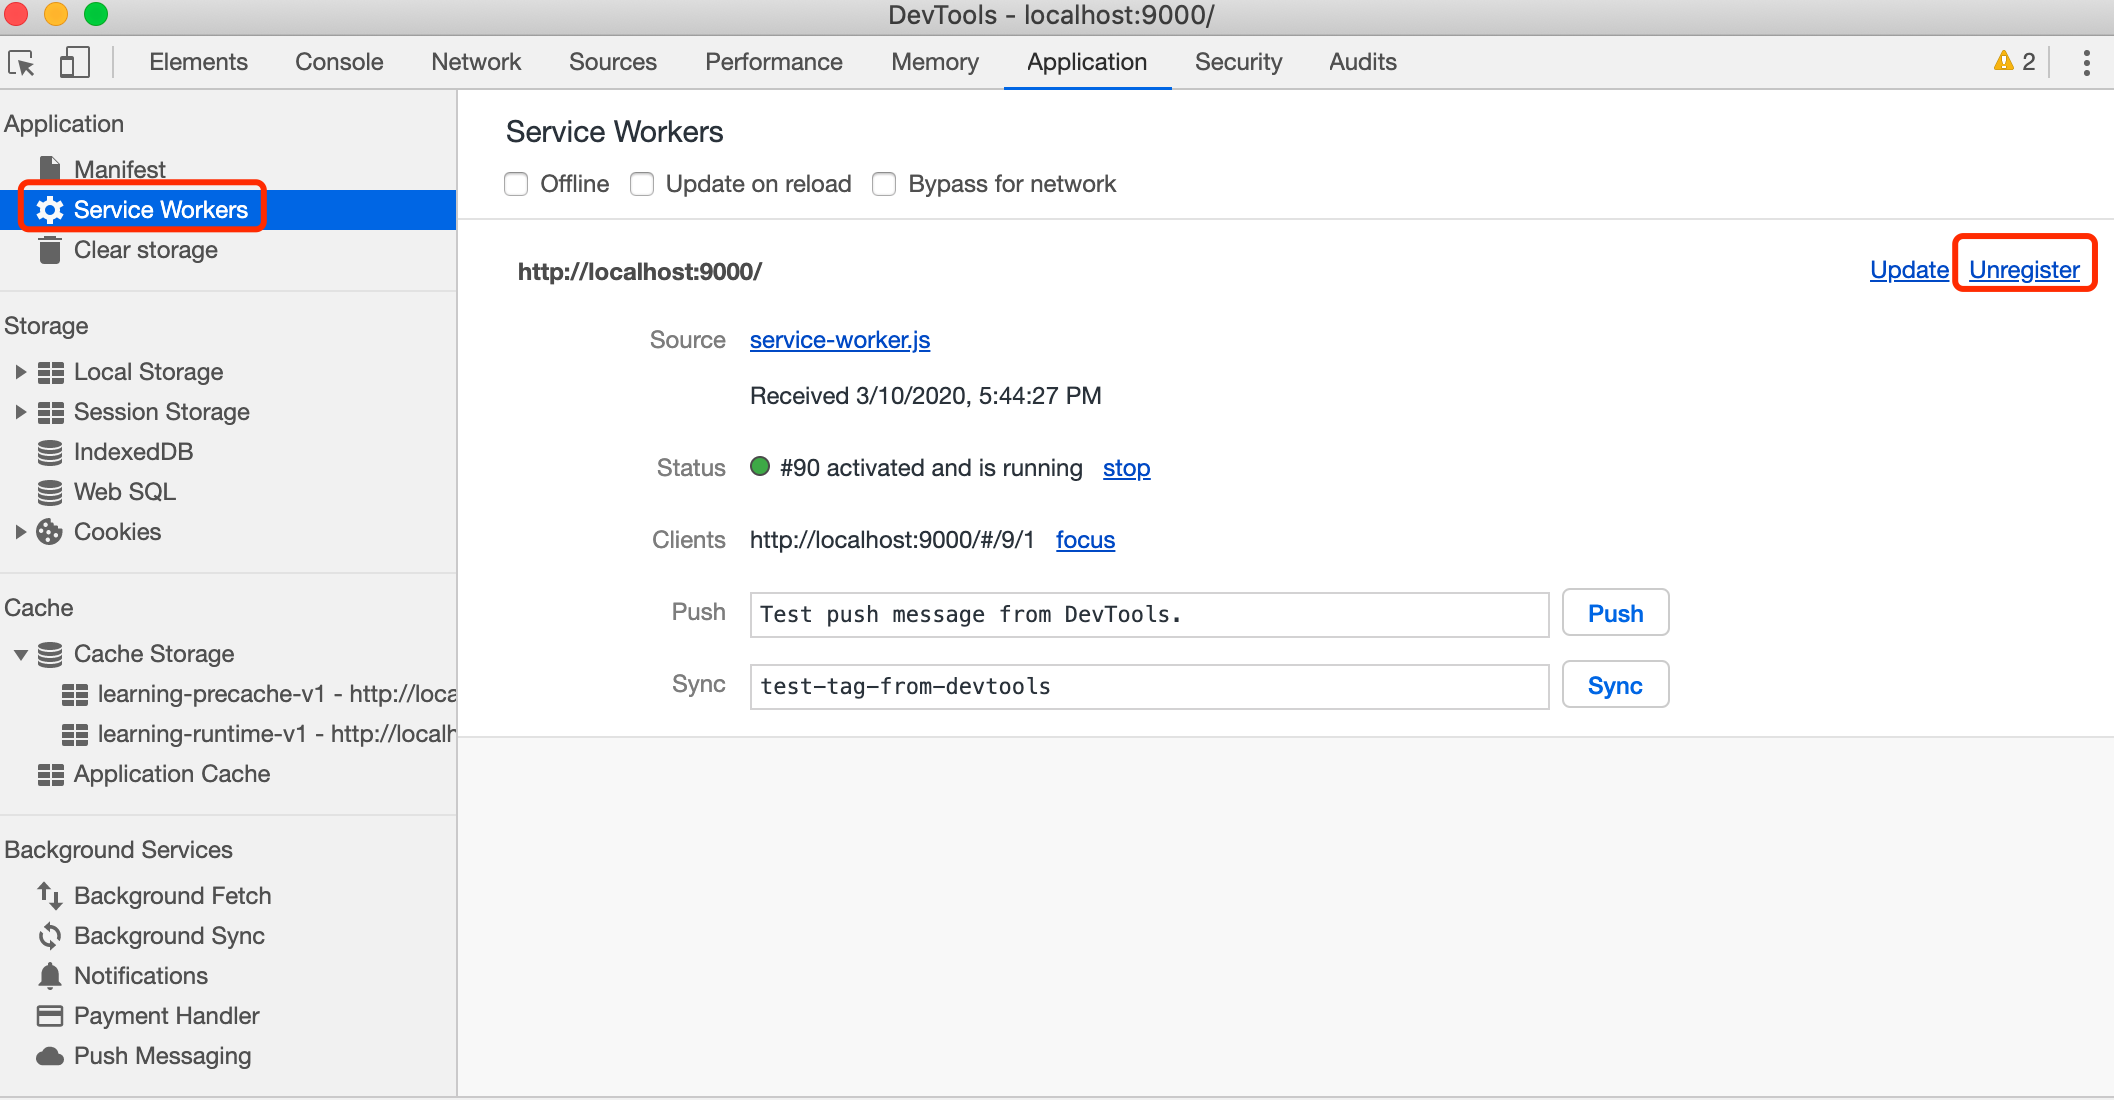 DevTools - localhost:9000/
Elements Console Network Sources Performance Memory Application Security Audits 2
Application
Manifest
Service Workers
Clear storage
Storage
Local Storage
Session Storage
IndexedDB
Web SQL
Cookies
Cache
Cache Storage
learning-precache-v1 - http://loca
learning-runtime-v1 - http://localh
Application Cache
Background Services
Background Fetch
Background Sync
Notifications
Payment Handler
Push Messaging
Service Workers
Offline Update on reload Bypass for network
http://localhost:9000/ Update Unregister
Source service-worker.js
Received 3/10/2020, 5:44:27 PM
Status #90 activated and is running stop
Clients http://localhost:9000/#/9/1 focus
Push Test push message from DevTools. Push
Sync test-tag-from-devtools Sync